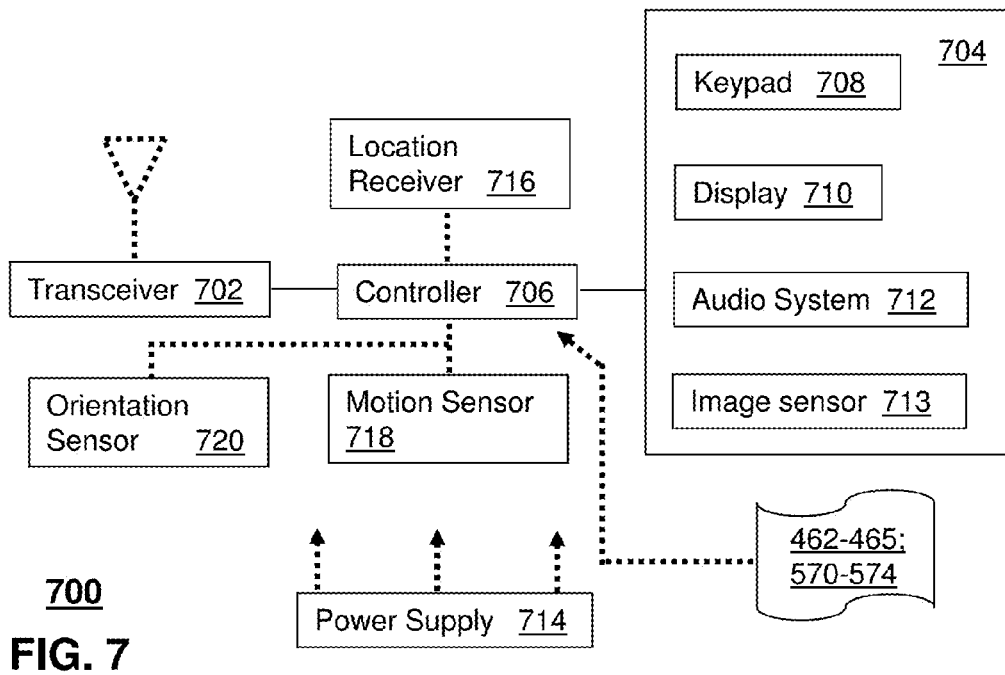 704
Keypad 708
Location
Receiver 716
Display 710
Transceiver 702
Controller 706
Audio System 712
Orientation
Sensor 720
Motion Sensor
718
Image sensor 713
462-465;
570-574
700
Power Supply 714
FIG. 7